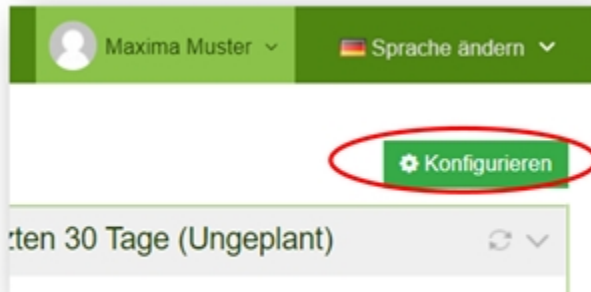 Maxima Muster Sprache ändern
Konfigurieren
zten 30 Tage (Ungeplant)